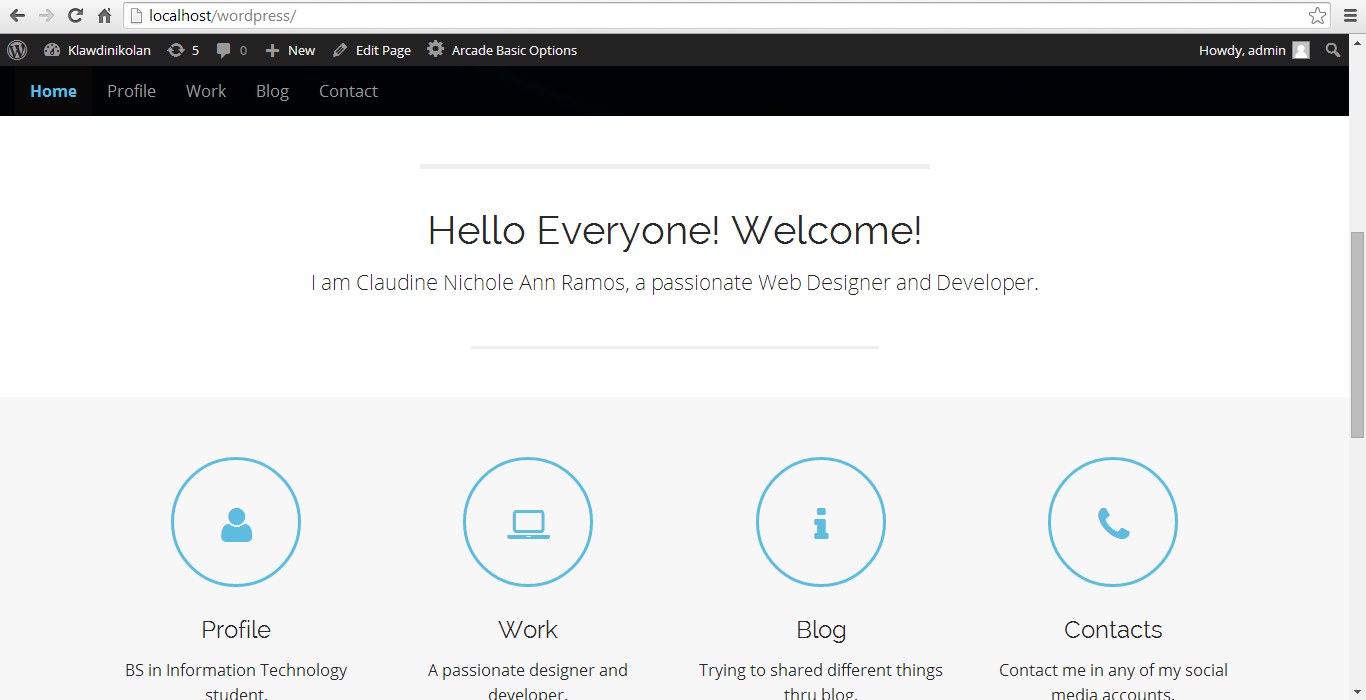 localhost/wordpress/
Klawdinikolan 5 0 New Edit Page Arcade Basic Options Howdy, admin
Home Profile Work Blog Contact
Hello Everyone! Welcome!
I am Claudine Nichole Ann Ramos, a passionate Web Designer and Developer.
Profile Work Blog Contacts
BS in Information Technology
student.
A passionate designer and
developer.
Trying to shared different things
thru blog.
Contact me in any of my social
media accounts.